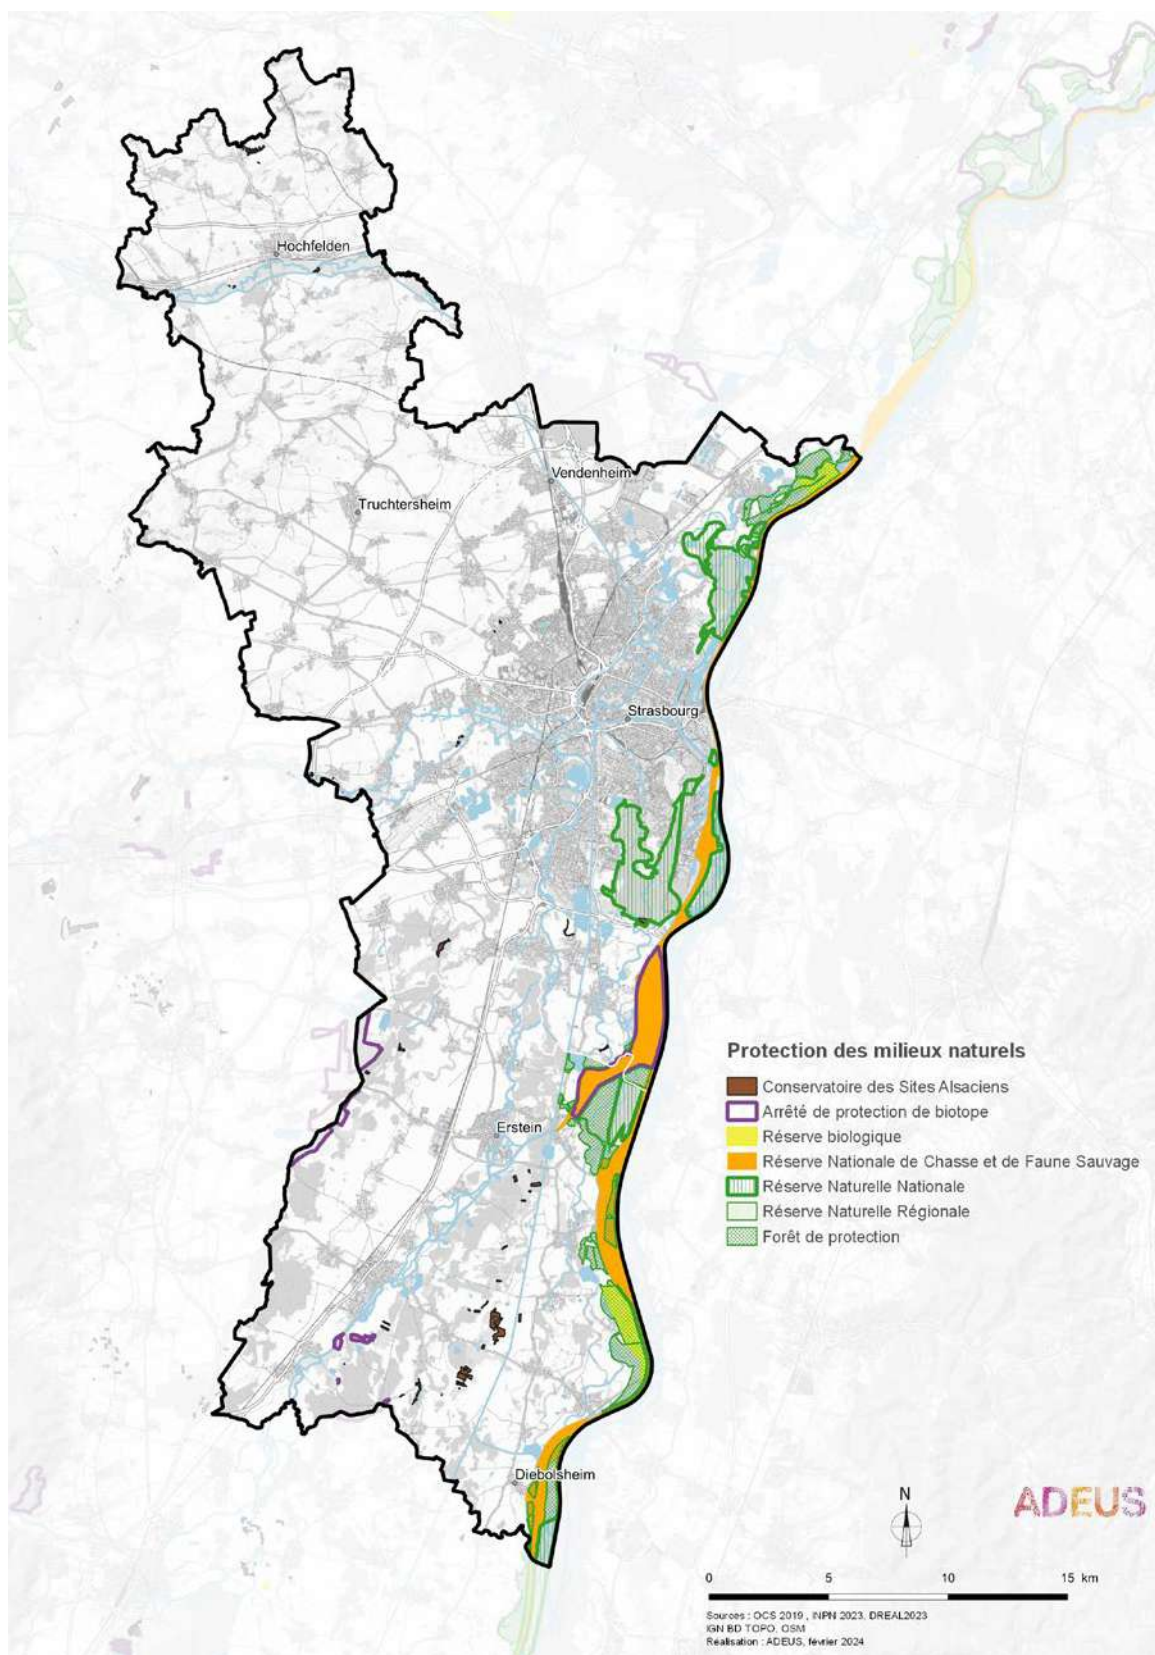 Hochfelden
Vendenheim
Truchtersheim
Strasbourg
Erstein
Diebolsheim
Protection des milieux naturels
Conservatoire des Sites Alsaciens
Arrêté de protection de biotope
Réserve biologique
Réserve Nationale de Chasse et de Faune Sauvage
Réserve Naturelle Nationale
Réserve Naturelle Régionale
Forêt de protection
N
ADEUS
0 5 10 15 km
Sources : OCS 2019 , INPN 2023, DREAL2023
IGN BD TOPO, OSM
Réalisation : ADEUS, février 2024